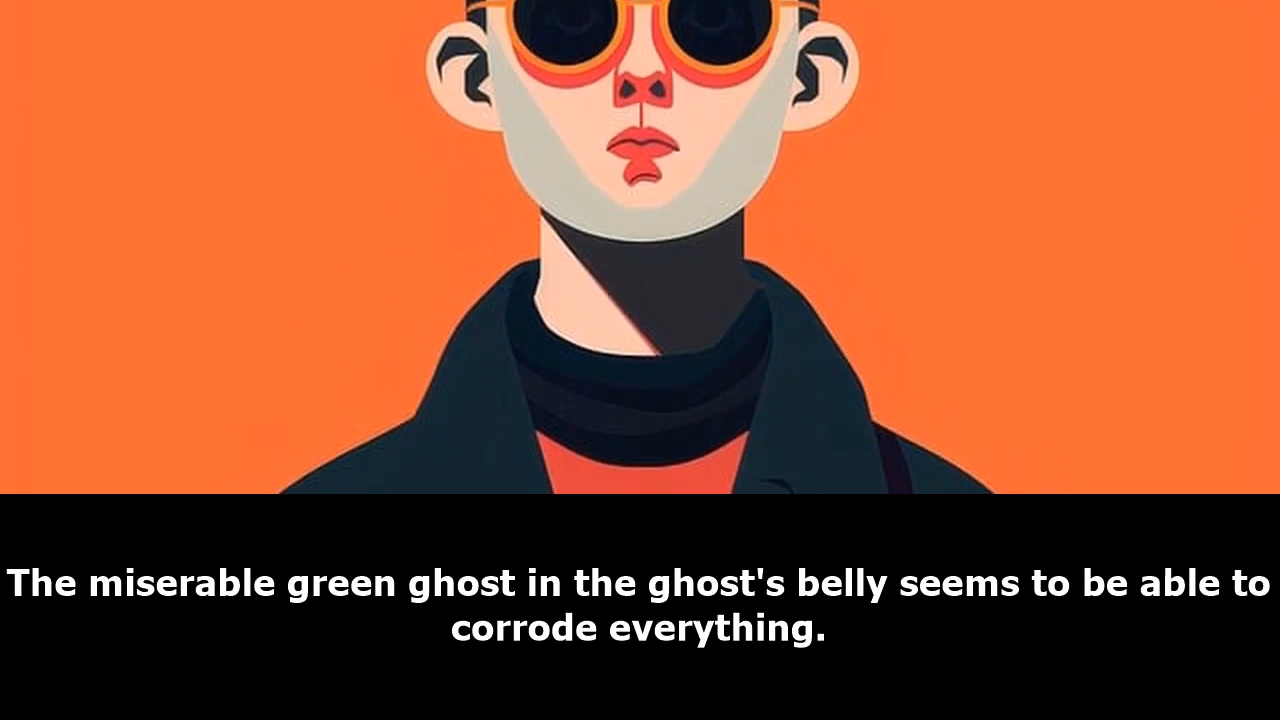 The miserable green ghost in the ghost's belly seems to be able to
corrode everything.